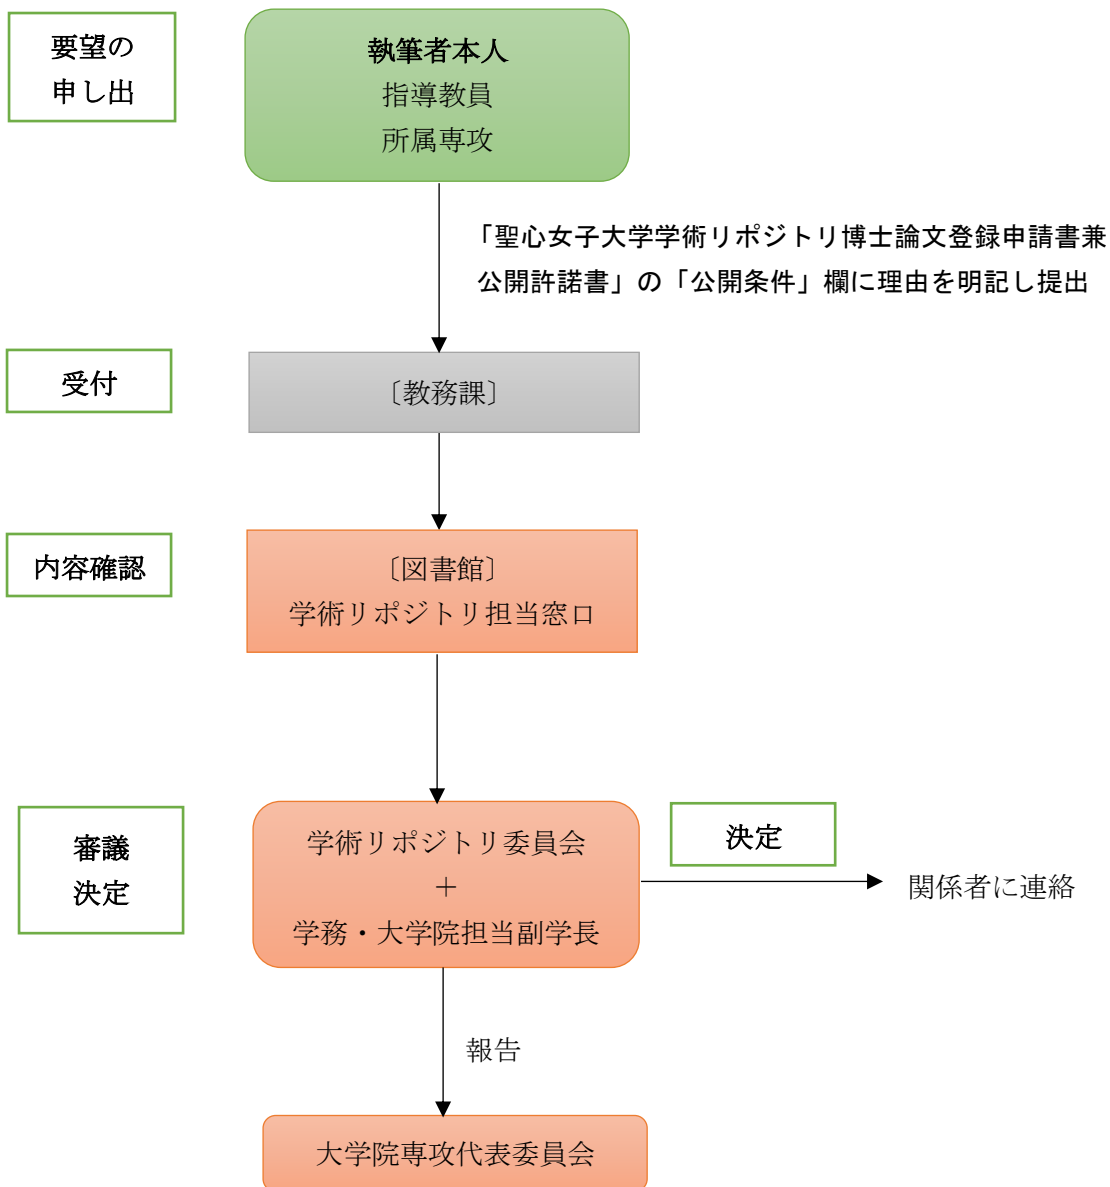 要望の
申し出
執筆者本人
指導教員
所属専攻
「聖心女子大学学術リポジトリ博士論文登録申請書兼
公開許諾書」の「公開条件」欄に理由を明記し提出
受付
〔教務課〕
内容確認
〔図書館〕
学術リポジトリ担当窓口
審議
決定
学術リポジトリ委員会
+
学務・大学院担当副学長
決定
関係者に連絡
報告
大学院専攻代表委員会